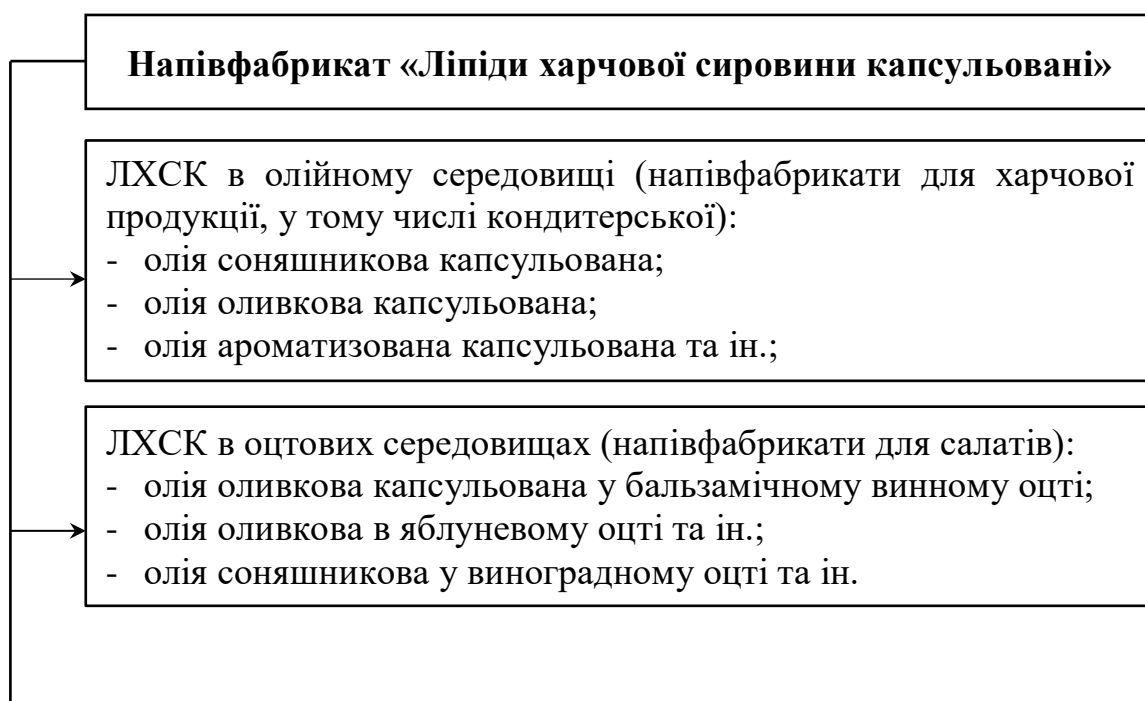 Напівфабрикат «Ліпіди харчової сировини капсульовані»
ЛХСК в олійному середовищі (напівфабрикати для харчової
продукції, у тому числі кондитерської):
- олія соняшникова капсульована;
- олія оливкова капсульована;
- олія ароматизована капсульована та ін.;
ЛХСК в оцтових середовищах (напівфабрикати для салатів):
- олія оливкова капсульована у бальзамічному винному оцті;
- олія оливкова в яблуневому оцті та ін.;
- олія соняшникова у виноградному оцті та ін.